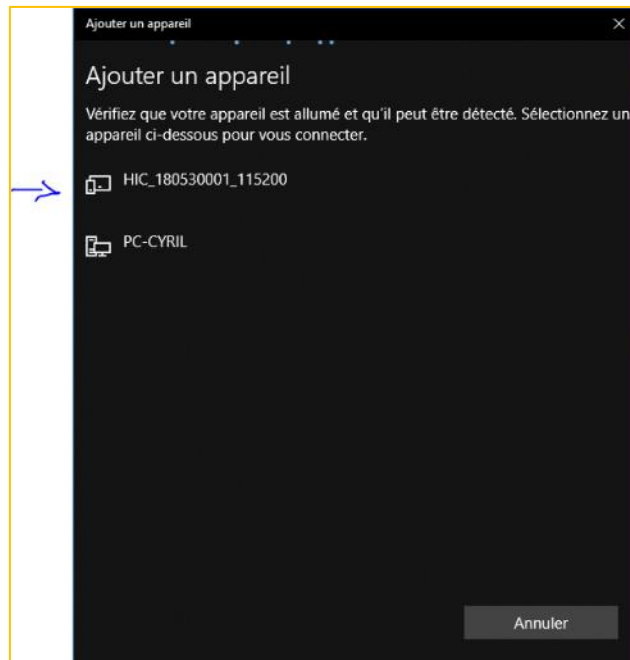 Ajouter un appareil
Ajouter un appareil
Vérifiez que votre appareil est allumé et qu'il peut être détecté. Sélectionnez un
appareil ci-dessous pour vous connecter.
HIC_180530001_115200
PC-CYRIL
Annuler